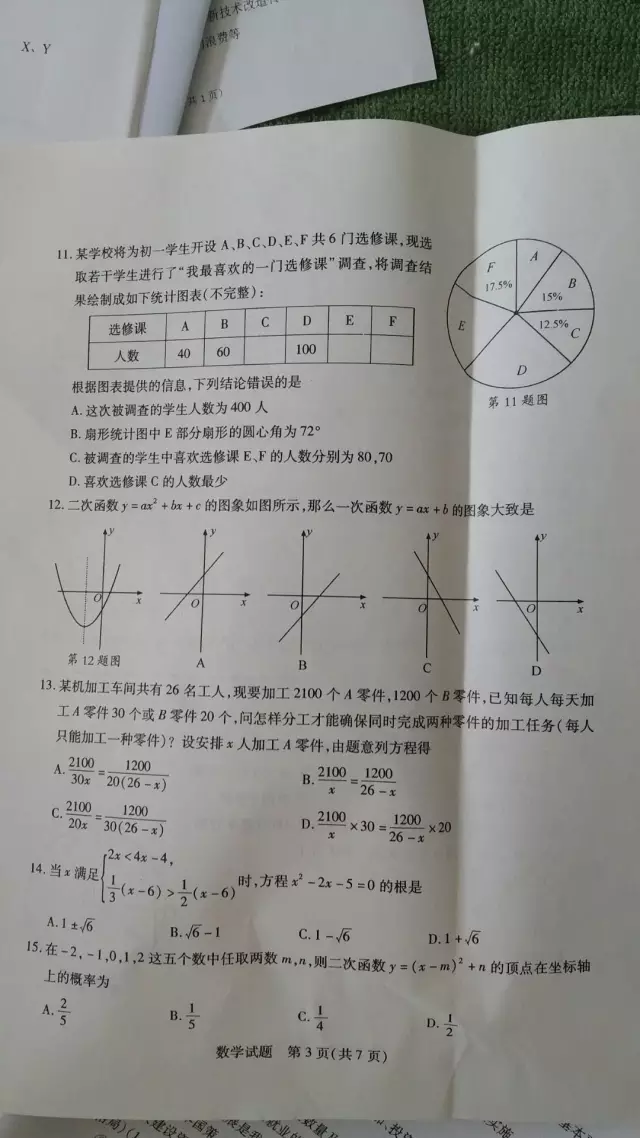 X、Y
新技术改造
浪费等
共1页)
11.某学校将为初一学生开设 A、B、C、D、E、F 共6门选修课,现选
取若干学生进行了“我最喜欢的一门选修课”调查,将调查结
果绘制成如下统计图表(不完整):
选修课 A B C D E F
人数 40 60 100
F 17.5%
A
B 15%
12.5% C
E
D
第11题图
根据图表提供的信息,下列结论错误的是
A.这次被调查的学生人数为400人
B.扇形统计图中E部分扇形的圆心角为72°
C.被调查的学生中喜欢选修课E、F的人数分别为80,70
D.喜欢选修课C的人数最少
12.二次函数y=ax²+bx+c的图象如图所示,那么一次函数y=ax+b的图象大致是
y y y y y
O x O x O x O x O x
第12题图 A B C D
13.某机加工车间共有26名工人,现要加工2100个A零件,1200个B零件,已知每人每天加
工A零件30个或B零件20个,问怎样分工才能确保同时完成两种零件的加工任务(每人
只能加工一种零件)?设安排x人加工A零件,由题意列方程得
A. 2100/30x = 1200/20(26-x) B. 2100/x = 1200/26-x
C. 2100/20x = 1200/30(26-x) D. 2100/x ×30 = 1200/26-x ×20
14.当x满足{2x<4x-4, 1/3(x-6)>1/2(x-6) 时,方程x²-2x-5=0的根是
A.1±√6 B.√6-1 C.1-√6 D.1+√6
15.在-2,-1,0,1,2这五个数中任取两数m,n,则二次函数y=(x-m)²+n的顶点在坐标轴
上的概率为
A. 2/5 B. 1/5 C. 1/4 D. 1/2
数学试题 第3页(共7页)